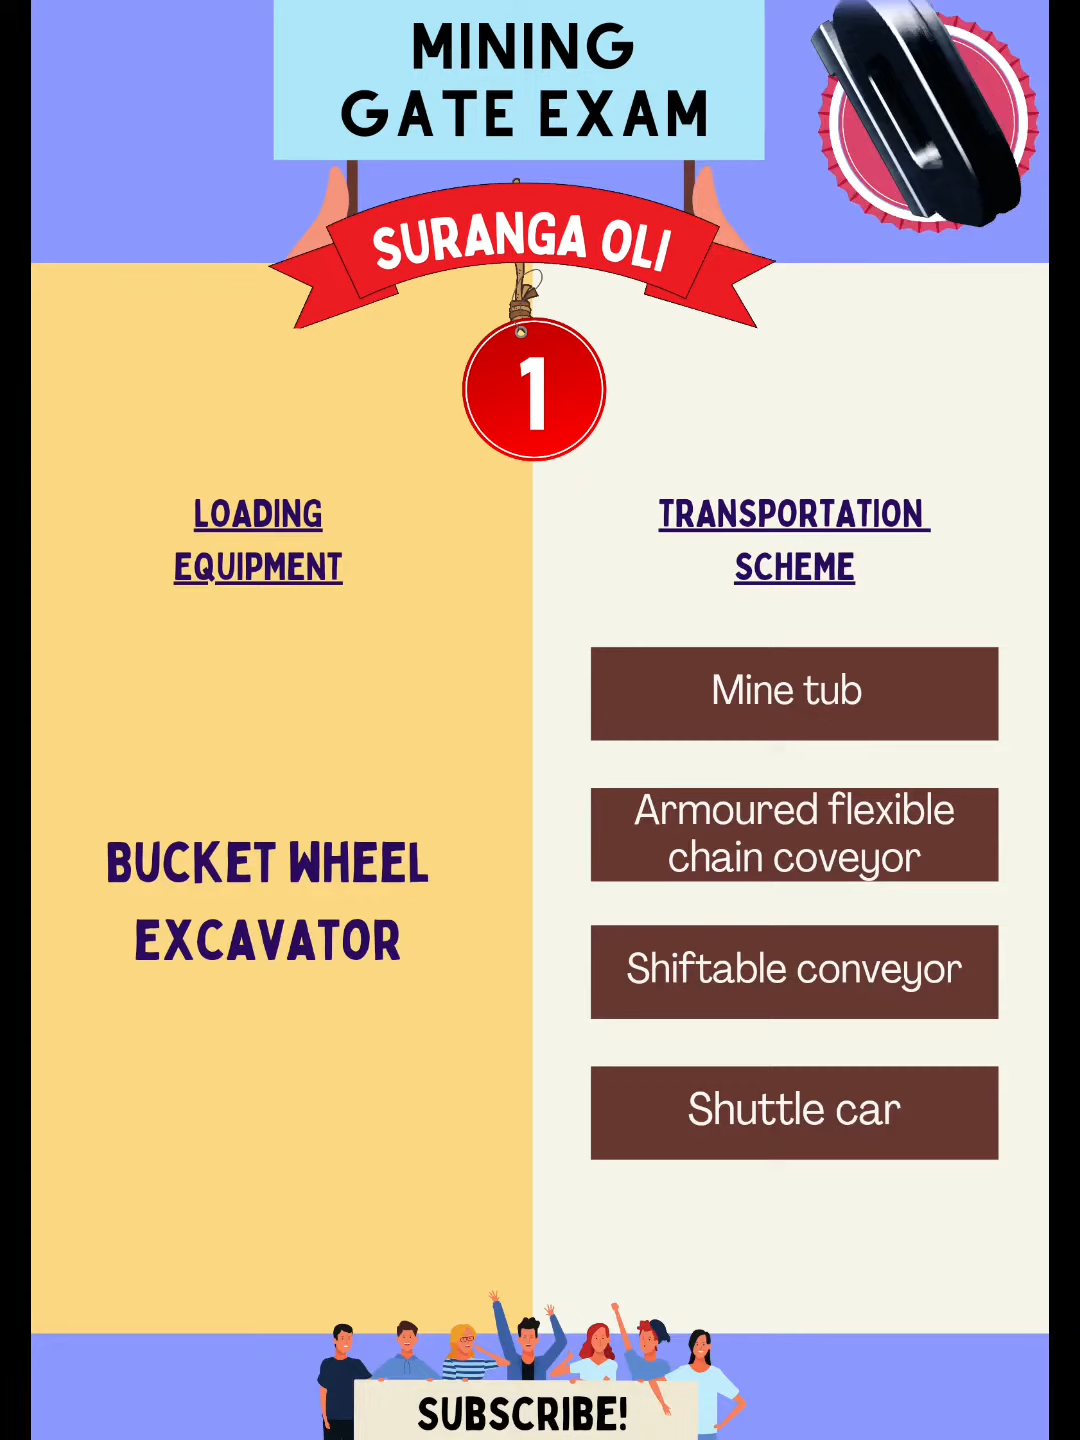 MINING
GATE EXAM
SURANGA OLI
1
LOADING
EQUIPMENT
TRANSPORTATION
SCHEME
BUCKET WHEEL
EXCAVATOR
Mine tub
Armoured flexible
chain coveyor
Shiftable conveyor
Shuttle car
SUBSCRIBE!